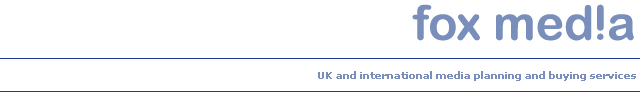 fox med!a
UK and international media planning and buying services